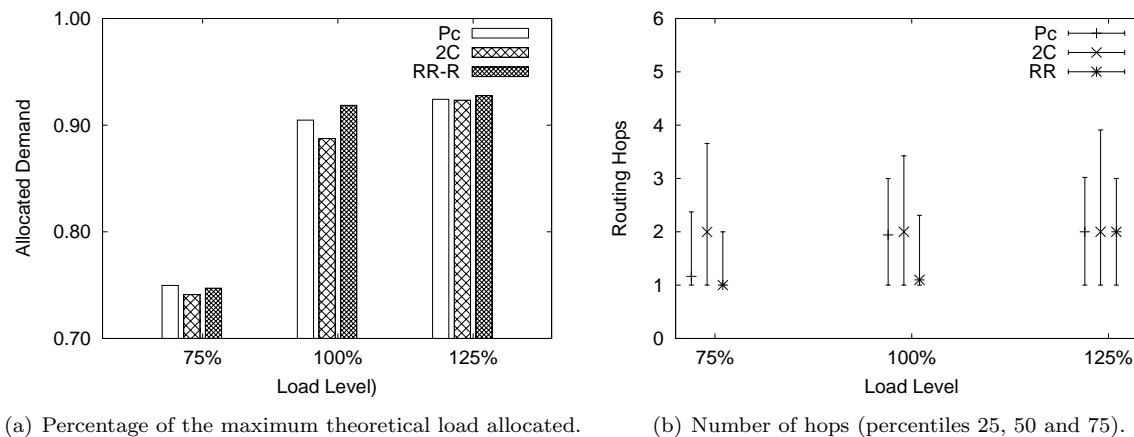 1.00
0.90
0.80
0.70
Allocated Demand
Pc
2C
RR-R
75%
100%
125%
Load Level)
(a) Percentage of the maximum theoretical load allocated.
6
5
4
3
2
1
0
Routing Hops
Pc
2C
RR
75%
100%
125%
Load Level
(b) Number of hops (percentiles 25, 50 and 75).